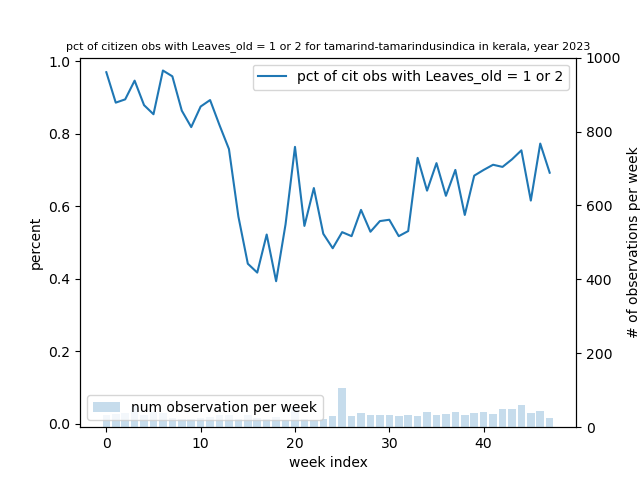 pct of citizen obs with Leaves_old = 1 or 2 for tamarind-tamarindusindica in kerala, year 2023
pct of cit obs with Leaves_old = 1 or 2
num observation per week
percent
1.0
0.8
0.6
0.4
0.2
0.0
1000
800
600
400
200
0
# of observations per week
0 10 20 30 40
week index